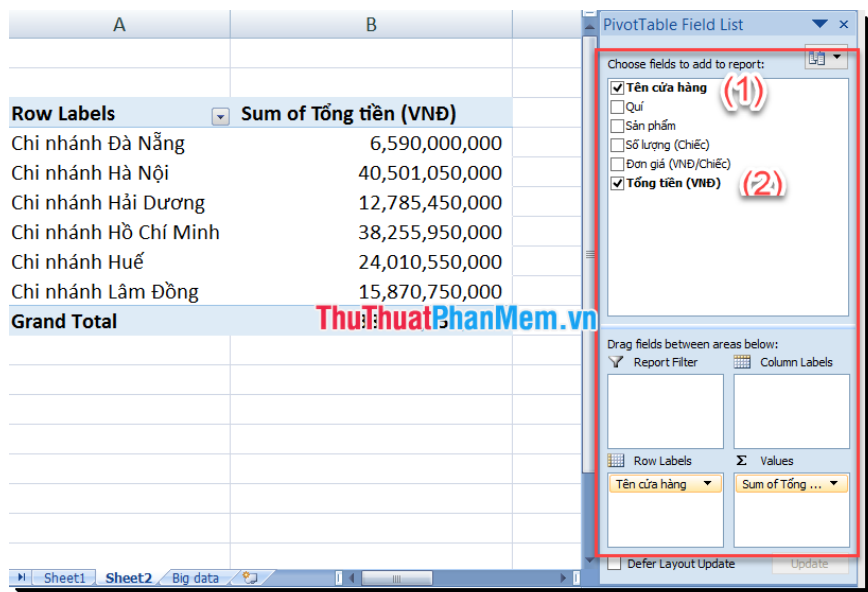 A B
Row Labels Sum of Tổng tiền (VNĐ)
Chi nhánh Đà Nẵng 6,590,000,000
Chi nhánh Hà Nội 40,501,050,000
Chi nhánh Hải Dương 12,785,450,000
Chi nhánh Hồ Chí Minh 38,255,950,000
Chi nhánh Huế 24,010,550,000
Chi nhánh Lâm Đồng 15,870,750,000
Grand Total
ThuThuatPhanMem.vn
Sheet1 Sheet2 Big data
PivotTable Field List
Choose fields to add to report:
Tên cửa hàng (1)
Quí
Sản phẩm
Số lượng (Chiếc)
Đơn giá (VNĐ/Chiếc)
Tổng tiền (VNĐ) (2)
Drag fields between areas below:
Report Filter Column Labels
Row Labels Σ Values
Tên cửa hàng Sum of Tổng ...
Defer Layout Update Update